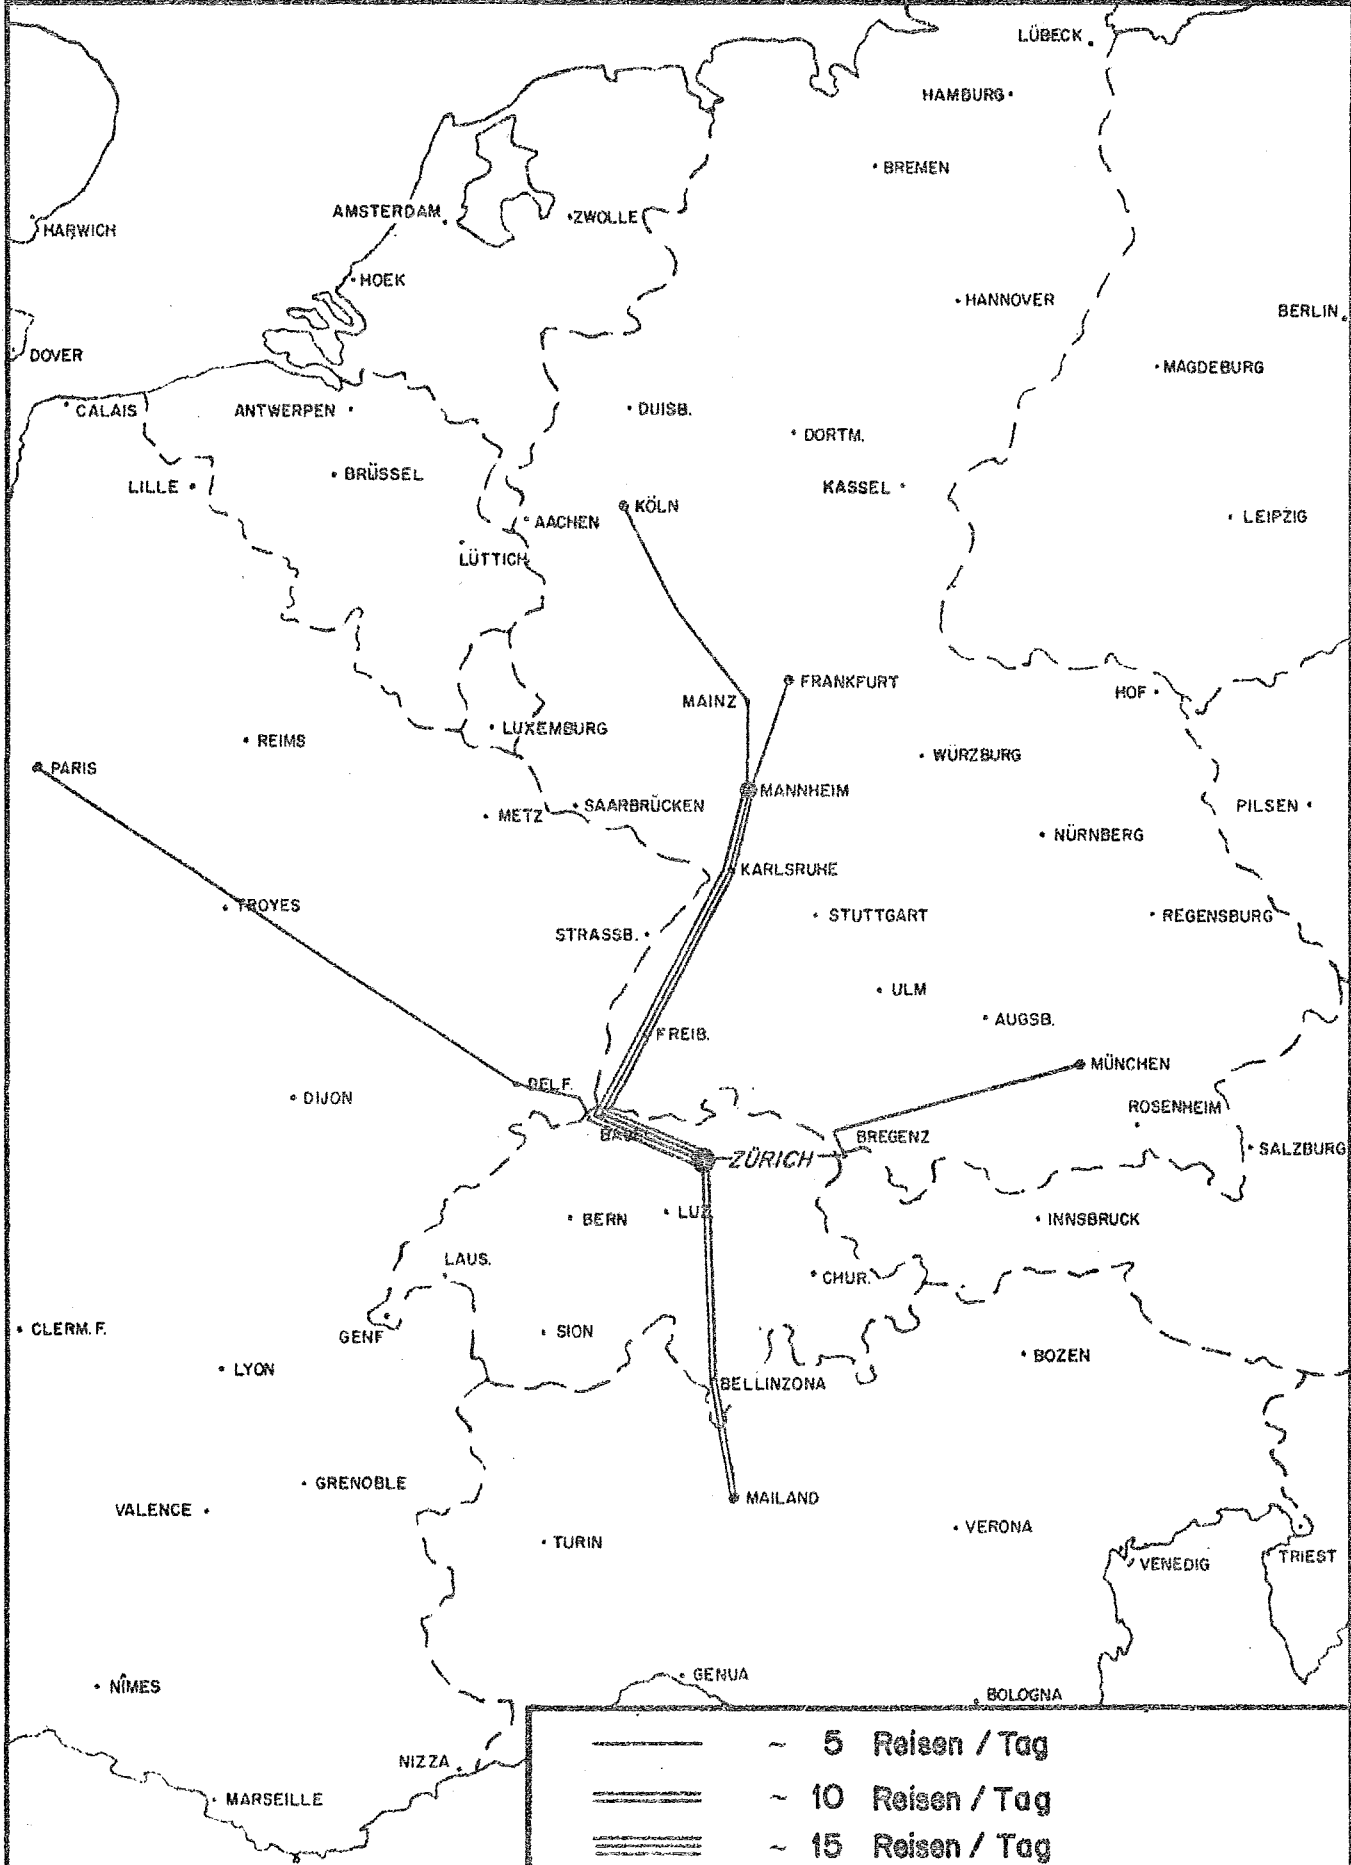 LÜBECK
HAMBURG
BREMEN
AMSTERDAM
ZWOLLE
HARWICH
HOEK
HANNOVER
BERLIN
DOVER
MAGDEBURG
CALAIS
ANTWERPEN
DUISB.
DORTM.
BRÜSSEL
LILLE
KASSEL
KÖLN
AACHEN
LEIPZIG
LÜTTICH
FRANKFURT
HOF
MAINZ
LUXEMBURG
REIMS
WÜRZBURG
PARIS
MANNHEIM
SAARBRÜCKEN
PILSEN
METZ
NÜRNBERG
KARLSRUHE
TROYES
STUTTGART
REGENSBURG
STRASSB.
ULM
AUGSB.
FREIB.
MÜNCHEN
BELF.
DIJON
ROSENHEIM
BASEL
BREGENZ
SALZBURG
ZÜRICH
BERN
LUZ.
INNSBRUCK
LAUS.
CHUR.
CLERM. F.
GENF
SION
BOZEN
LYON
BELLINZONA
GRENOBLE
MAILAND
VALENCE
VERONA
TURIN
VENEDIG
TRIEST
GENUA
NÎMES
BOLOGNA
~ 5 Reisen / Tag
NIZZA
~ 10 Reisen / Tag
MARSEILLE
~ 15 Reisen / Tag